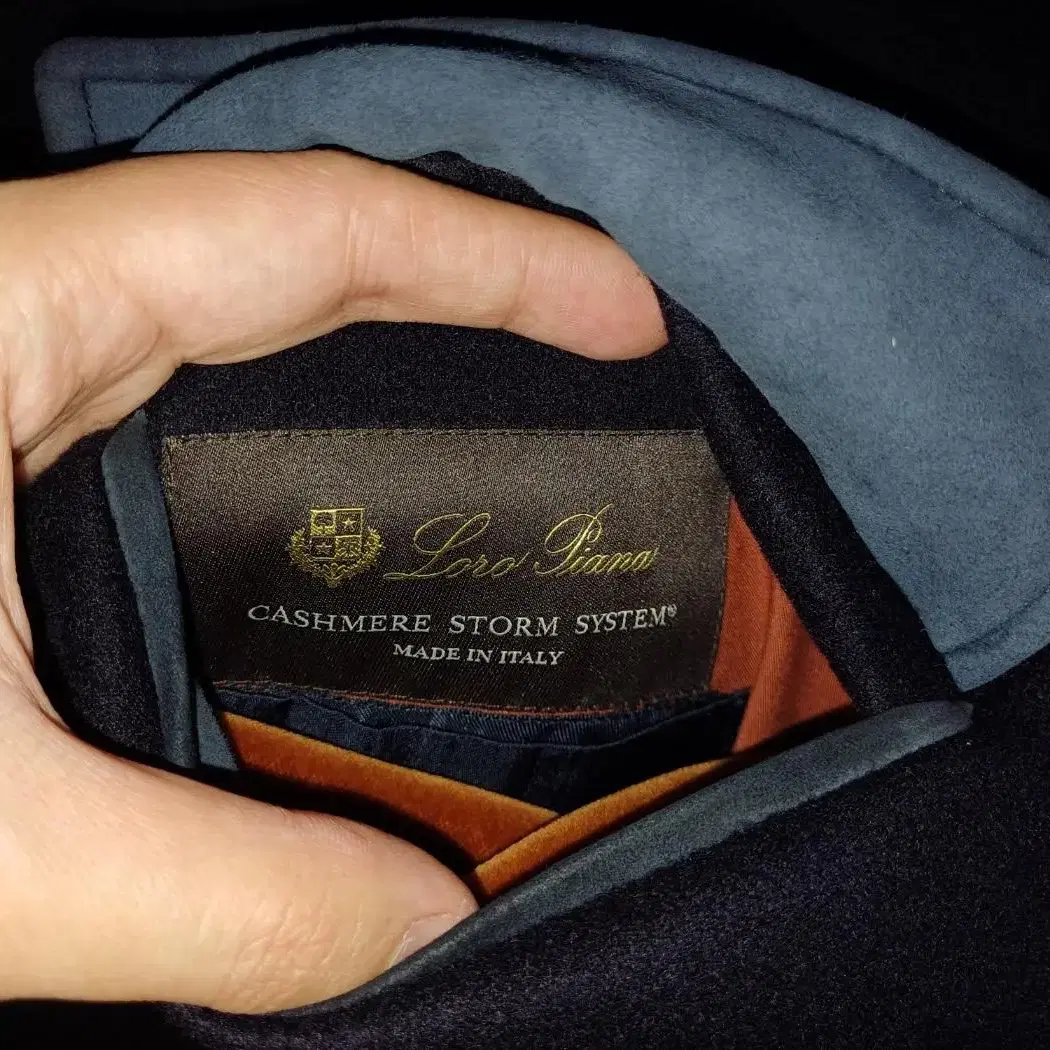 Loro Piana
CASHMERE STORM SYSTEM®
MADE IN ITALY